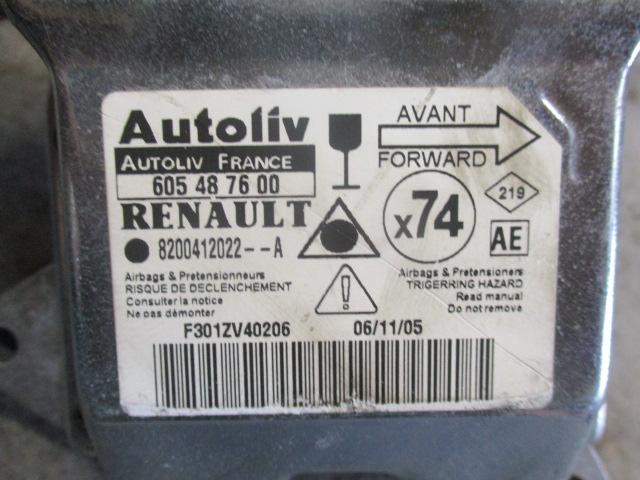 Autoliv
AUTOLIV FRANCE
605 48 76 00
RENAULT
8200412022--A
AVANT
FORWARD
x74
219
AE
Airbags & Pretensionneurs
RISQUE DE DECLENCHEMENT
Consulter la notice
Ne pas démonter
Airbags & Pretensioners
TRIGERRING HAZARD
Read manual
Do not remove
F301ZV40206 06/11/05